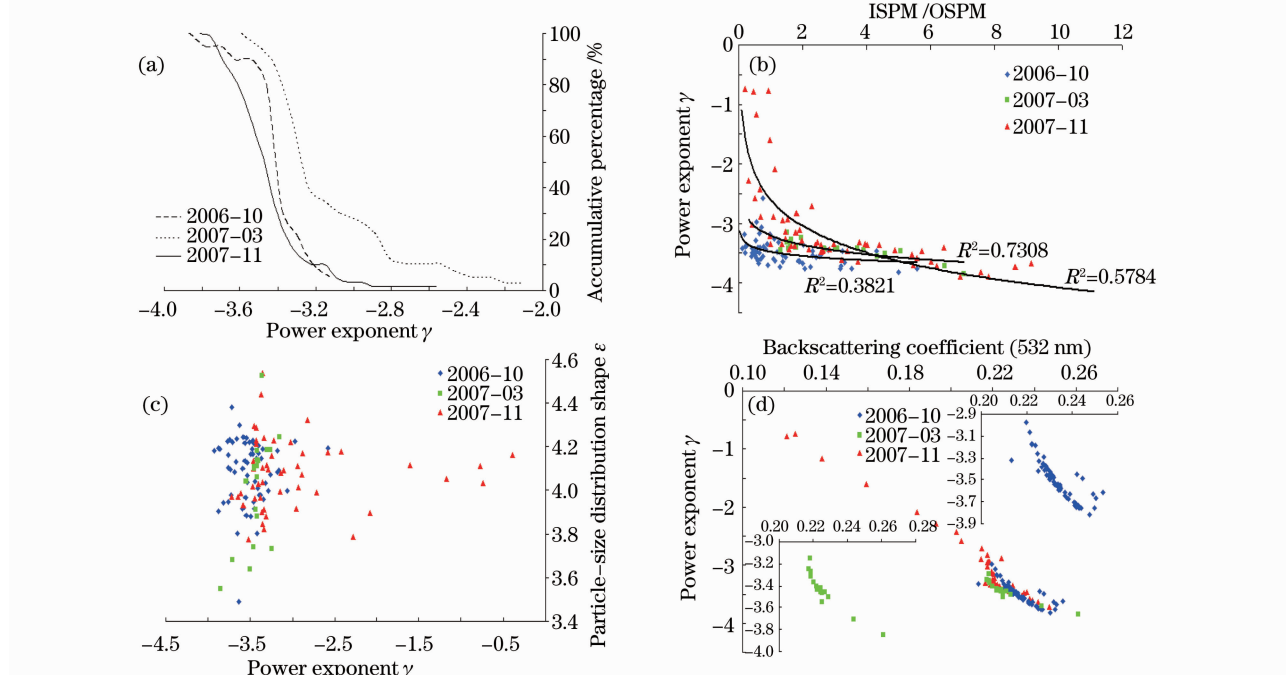 (a)
100
80
60
40
20
0
Accumulative percentage /%
2006−10
2007−03
2007−11
−4.0 −3.6 −3.2 −2.8 −2.4 −2.0
Power exponent γ
ISPM /OSPM
0 2 4 6 8 10 12
(b)
0
−1
−2
−3
−4
Power exponent γ
2006−10
2007−03
2007−11
R²=0.7308
R²=0.5784
R²=0.3821
(c)
4.6
4.4
4.2
4.0
3.8
3.6
3.4
Particle−size distribution shape ε
2006−10
2007−03
2007−11
−4.5 −3.5 −2.5 −1.5 −0.5
Power exponent γ
Backscattering coefficient (532 nm)
0.10 0.14 0.18 0.22 0.26
(d)
0
−1
−2
−3
−4
Power exponent γ
2006−10
2007−03
2007−11
0.20 0.22 0.24 0.26
−2.9
−3.1
−3.3
−3.5
−3.7
−3.9
0.20 0.22 0.24 0.26 0.28
−3.0
−3.2
−3.4
−3.6
−3.8
−4.0